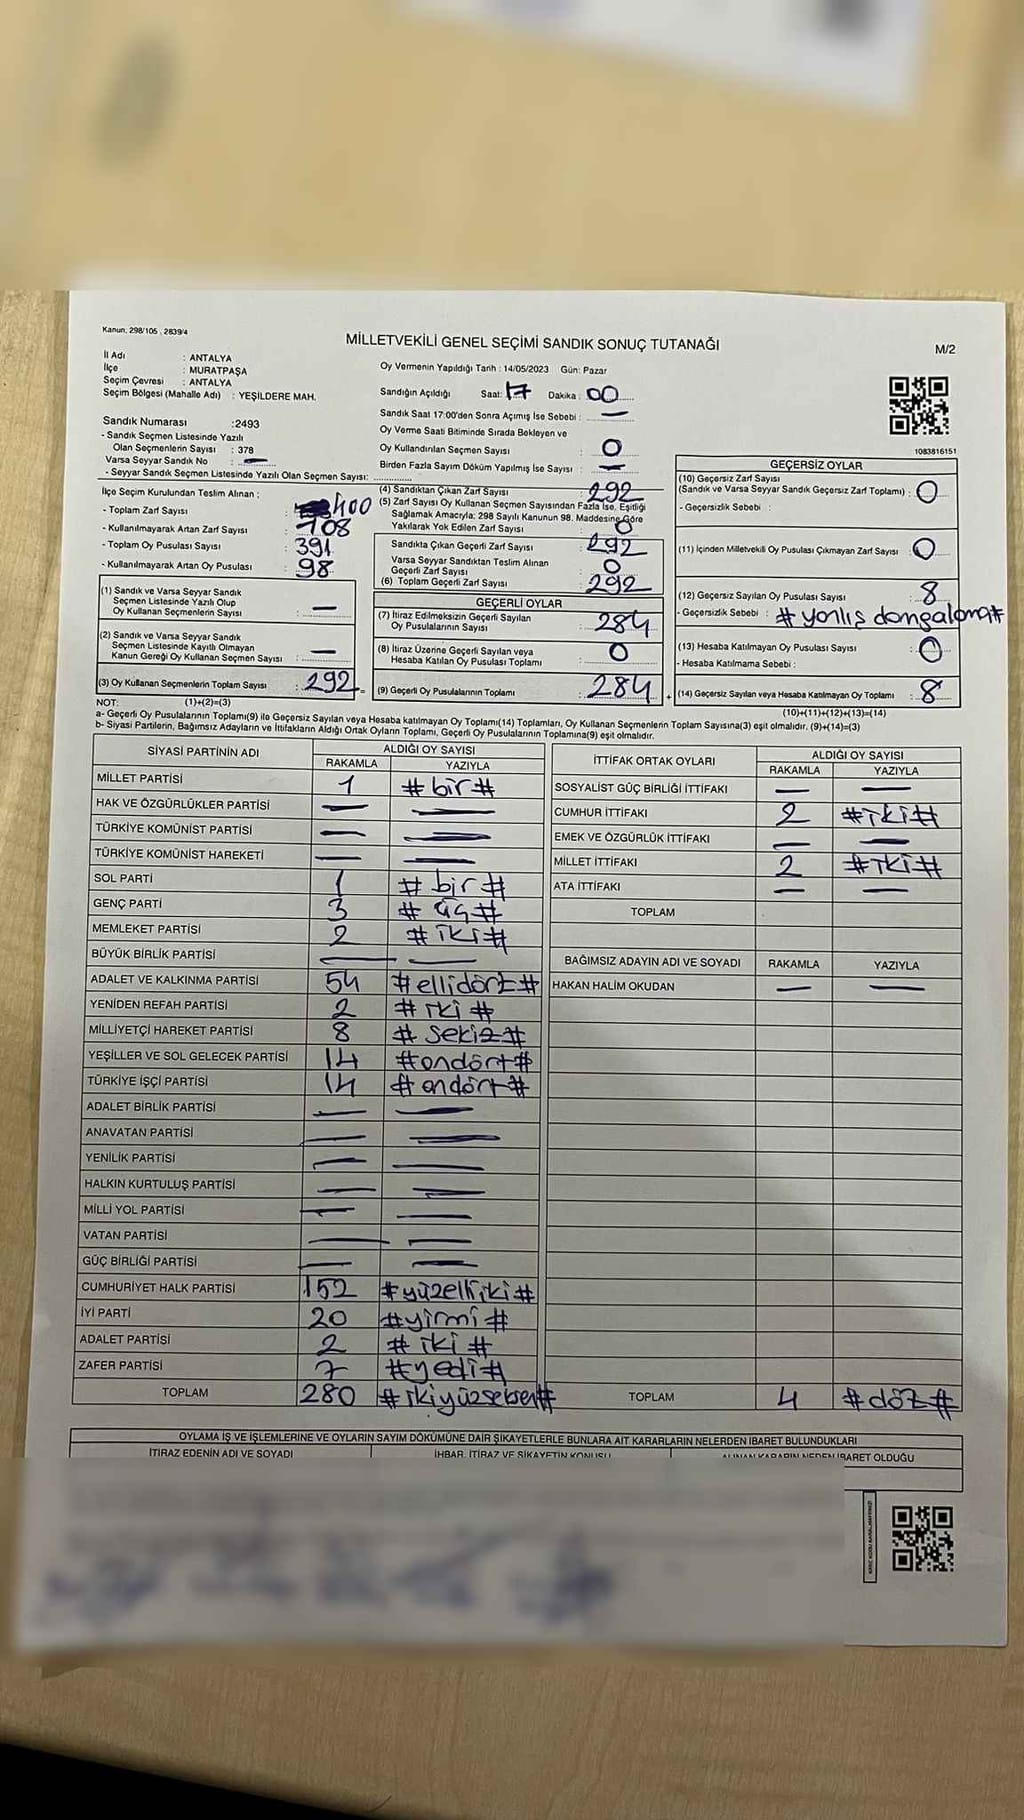 Kanun: 298/105 , 2839/4
MİLLETVEKİLİ GENEL SEÇİMİ SANDIK SONUÇ TUTANAĞI
M/2
İl Adı : ANTALYA
İlçe : MURATPAŞA
Seçim Çevresi : ANTALYA
Seçim Bölgesi (Mahalle Adı) : YEŞİLDERE MAH.
Oy Vermenin Yapıldığı Tarih : 14/05/2023 Gün: Pazar
Sandığın Açıldığı Saat: 17 Dakika : 00
Sandık Saat 17:00'den Sonra Açımış İse Sebebi : —
Oy Verme Saati Bitiminde Sırada Bekleyen ve
Oy Kullandırılan Seçmen Sayısı : 0
Birden Fazla Sayım Döküm Yapılmış İse Sayısı : —
1083816151
Sandık Numarası :2493
- Sandık Seçmen Listesinde Yazılı
Olan Seçmenlerin Sayısı : 378
Varsa Seyyar Sandık No : —
- Seyyar Sandık Seçmen Listesinde Yazılı Olan Seçmen Sayısı:
İlçe Seçim Kurulundan Teslim Alınan ;
- Toplam Zarf Sayısı : 400
- Kullanılmayarak Artan Zarf Sayısı : 108
- Toplam Oy Pusulası Sayısı : 391
- Kullanılmayarak Artan Oy Pusulası : 98
(1) Sandık ve Varsa Seyyar Sandık
Seçmen Listesinde Yazılı Olup
Oy Kullanan Seçmenlerin Sayısı : —
(2) Sandık ve Varsa Seyyar Sandık
Seçmen Listesinde Kayıtlı Olmayan
Kanun Gereği Oy Kullanan Seçmen Sayısı : —
(3) Oy Kullanan Seçmenlerin Toplam Sayısı : 292 =
(1)+(2)=(3)
(4) Sandıktan Çıkan Zarf Sayısı : 292
(5) Zarf Sayısı Oy Kullanan Seçmen Sayısından Fazla İse, Eşitliği
Sağlamak Amacıyla; 298 Sayılı Kanunun 98. Maddesine Göre
Yakılarak Yok Edilen Zarf Sayısı : 0
Sandıkta Çıkan Geçerli Zarf Sayısı : 292
Varsa Seyyar Sandıktan Teslim Alınan
Geçerli Zarf Sayısı : 0
(6) Toplam Geçerli Zarf Sayısı : 292
GEÇERLİ OYLAR
(7) İtiraz Edilmeksizin Geçerli Sayılan
Oy Pusulalarının Sayısı : 284
(8) İtiraz Üzerine Geçerli Sayılan veya
Hesaba Katılan Oy Pusulası Toplamı : 0
(9) Geçerli Oy Pusulalarının Toplamı : 284 +
GEÇERSİZ OYLAR
(10) Geçersiz Zarf Sayısı
(Sandık ve Varsa Seyyar Sandık Geçersiz Zarf Toplamı) : 0
- Geçersizlik Sebebi :
(11) İçinden Milletvekili Oy Pusulası Çıkmayan Zarf Sayısı : 0
(12) Geçersiz Sayılan Oy Pusulası Sayısı : 8
- Geçersizlik Sebebi : # yanlış damgalama#
(13) Hesaba Katılmayan Oy Pusulası Sayısı : 0
- Hesaba Katılmama Sebebi :
(14) Geçersiz Sayılan veya Hesaba Katılmayan Oy Toplamı : 8
(10)+(11)+(12)+(13)=(14)
NOT:
a- Geçerli Oy Pusulalarının Toplamı(9) ile Geçersiz Sayılan veya Hesaba Katılmayan Oy Toplamı(14) Toplamları, Oy Kullanan Seçmenlerin Toplam Sayısına(3) eşit olmalıdır. (9)+(14)=(3)
b- Siyasi Partilerin, Bağımsız Adayların ve İttifakların Aldığı Ortak Oyların Toplamı, Geçerli Oy Pusulalarının Toplamına(9) eşit olmalıdır.
SİYASİ PARTİNİN ADI ALDIĞI OY SAYISI
RAKAMLA YAZIYLA
MİLLET PARTİSİ 1 # bir #
HAK VE ÖZGÜRLÜKLER PARTİSİ — —
TÜRKİYE KOMÜNİST PARTİSİ — —
TÜRKİYE KOMÜNİST HAREKETİ — —
SOL PARTİ 1 # bir #
GENÇ PARTİ 3 # üç #
MEMLEKET PARTİSİ 2 # iki #
BÜYÜK BİRLİK PARTİSİ — —
ADALET VE KALKINMA PARTİSİ 54 #ellidört#
YENİDEN REFAH PARTİSİ 2 # iki #
MİLLİYETÇİ HAREKET PARTİSİ 8 # sekiz #
YEŞİLLER VE SOL GELECEK PARTİSİ 14 #ondört#
TÜRKİYE İŞÇİ PARTİSİ 14 # ondört #
ADALET BİRLİK PARTİSİ — —
ANAVATAN PARTİSİ — —
YENİLİK PARTİSİ — —
HALKIN KURTULUŞ PARTİSİ — —
MİLLİ YOL PARTİSİ — —
VATAN PARTİSİ — —
GÜÇ BİRLİĞİ PARTİSİ — —
CUMHURİYET HALK PARTİSİ 152 #yüzelliiki#
İYİ PARTİ 20 #yirmi #
ADALET PARTİSİ 2 # iki #
ZAFER PARTİSİ 7 #yedi#
TOPLAM 280 #ikiyüzseksen#
İTTİFAK ORTAK OYLARI ALDIĞI OY SAYISI
RAKAMLA YAZIYLA
SOSYALİST GÜÇ BİRLİĞİ İTTİFAKI — —
CUMHUR İTTİFAKI 2 #iki#
EMEK VE ÖZGÜRLÜK İTTİFAKI — —
MİLLET İTTİFAKI 2 #iki#
ATA İTTİFAKI — —
TOPLAM
BAĞIMSIZ ADAYIN ADI VE SOYADI RAKAMLA YAZIYLA
HAKAN HALİM OKUDAN — —
TOPLAM 4 #döz#
OYLAMA İŞ VE İŞLEMLERİNE VE OYLARIN SAYIM DÖKÜMÜNE DAİR ŞİKAYETLERLE BUNLARA AİT KARARLARIN NELERDEN İBARET BULUNDUKLARI
İTİRAZ EDENİN ADI VE SOYADI İHBAR, İTİRAZ VE ŞİKAYETİN KONUSU ALINAN KARARIN NEDEN İBARET OLDUĞU